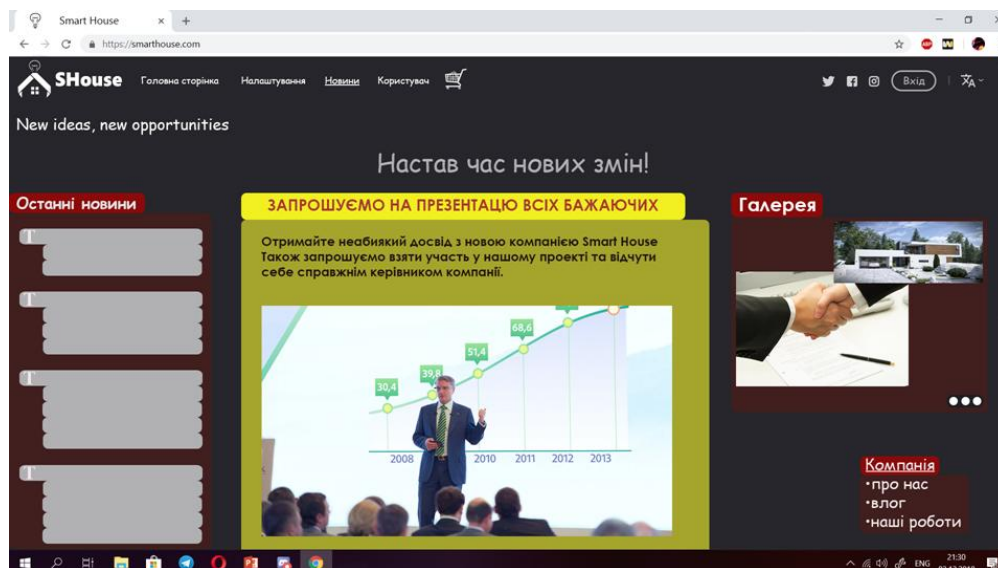 Smart House
https://smarthouse.com
SHouse
Головна сторінка
Налаштування
Новини
Користувач
Вхід
New ideas, new opportunities
Настав час нових змін!
Останні новини
T
T
T
T
ЗАПРОШУЄМО НА ПРЕЗЕНТАЦЮ ВСІХ БАЖАЮЧИХ
Отримайте неабиякий досвід з новою компанією Smart House
Також запрошуємо взяти участь у нашому проекті та відчути
себе справжнім керівником компанії.
30,4
39,8
51,4
68,6
2008
2010
2011
2012
2013
Галерея
Компанія
•про нас
•влог
•наші роботи
ENG
21:30